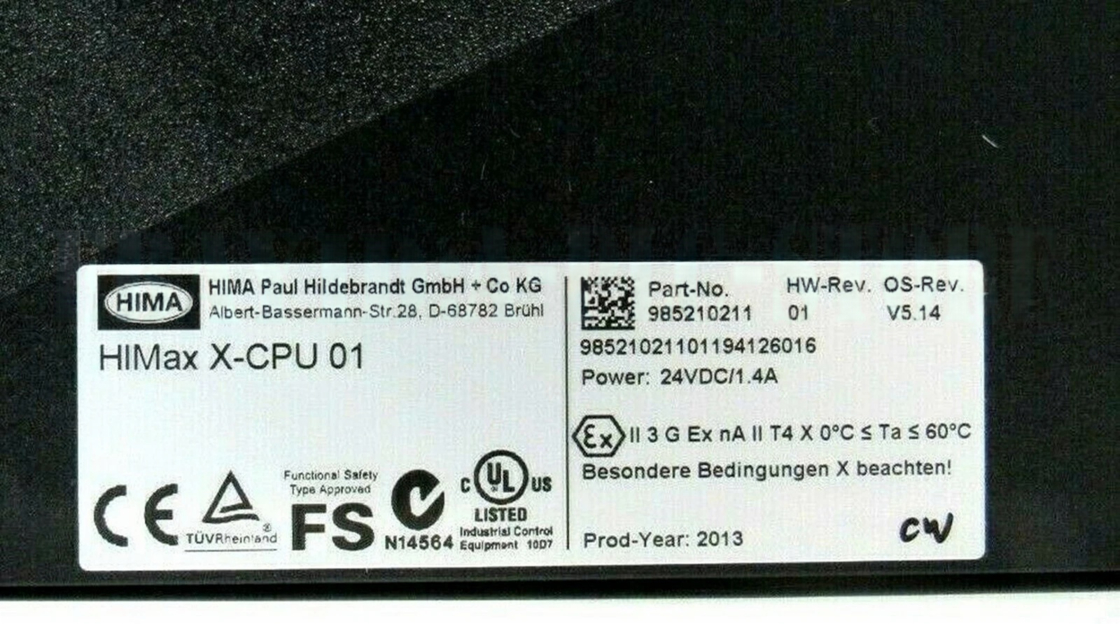 HIMA
HIMA Paul Hildebrandt GmbH + Co KG
Albert-Bassermann-Str.28, D-68782 Brühl
HIMax X-CPU 01
CE
TÜVRheinland
®
Functional Safety
Type Approved
FS
N14564
C UL US
LISTED
Industrial Control
Equipment 10D7
Part-No. HW-Rev. OS-Rev.
985210211 01 V5.14
98521021101194126016
Power: 24VDC/1.4A
Ex II 3 G Ex nA II T4 X 0°C ≤ Ta ≤ 60°C
Besondere Bedingungen X beachten!
Prod-Year: 2013
CW